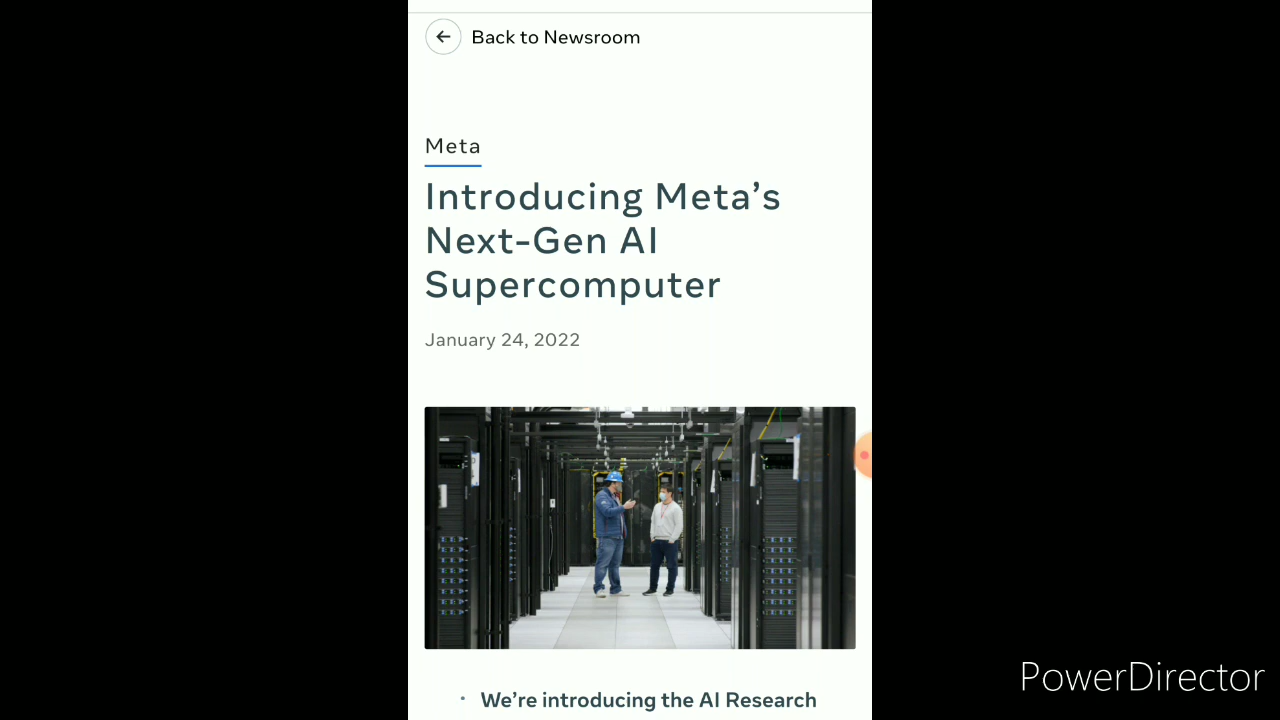 Back to Newsroom
Meta
Introducing Meta’s
Next-Gen AI
Supercomputer
January 24, 2022
• We’re introducing the AI Research
PowerDirector